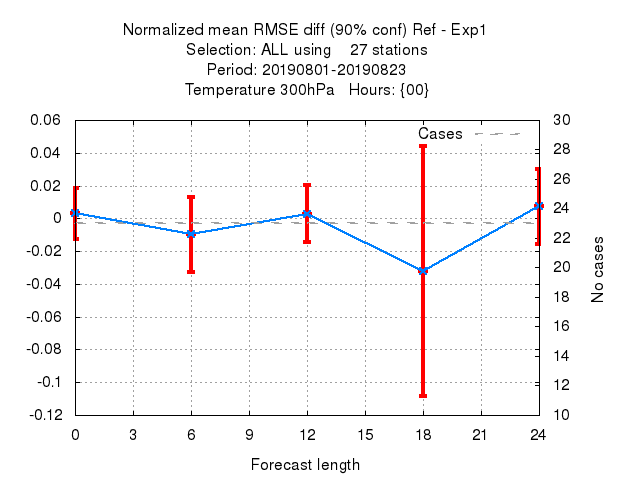 Normalized mean RMSE diff (90% conf) Ref - Exp1
Selection: ALL using    27 stations
Period: 20190801-20190823
Temperature 300hPa   Hours: {00}
Cases
0.06
0.04
0.02
0
-0.02
-0.04
-0.06
-0.08
-0.1
-0.12
30
28
26
24
22
20
18
16
14
12
10
No cases
0 3 6 9 12 15 18 21 24
Forecast length